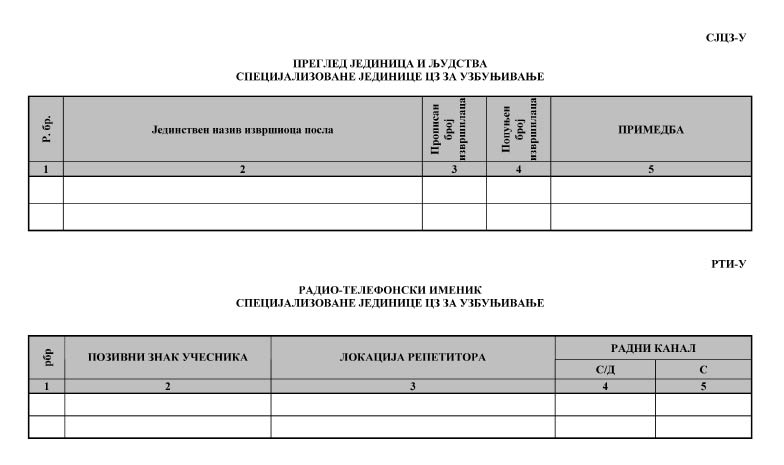 СЈЦЗ-У
ПРЕГЛЕД ЈЕДИНИЦА И ЉУДСТВА
СПЕЦИЈАЛИЗОВАНЕ ЈЕДИНИЦЕ ЦЗ ЗА УЗБУЊИВАЊЕ
Р. бр.
Јединствен назив извршиоца посла
Прописан
број
извршилаца
Попуњен
број
извршилаца
ПРИМЕДБА
1 2 3 4 5
РТИ-У
РАДИО-ТЕЛЕФОНСКИ ИМЕНИК
СПЕЦИЈАЛИЗОВАНЕ ЈЕДИНИЦЕ ЦЗ ЗА УЗБУЊИВАЊЕ
рбр
ПОЗИВНИ ЗНАК УЧЕСНИКА
ЛОКАЦИЈА РЕПЕТИТОРА
РАДНИ КАНАЛ
С/Д С
1 2 3 4 5